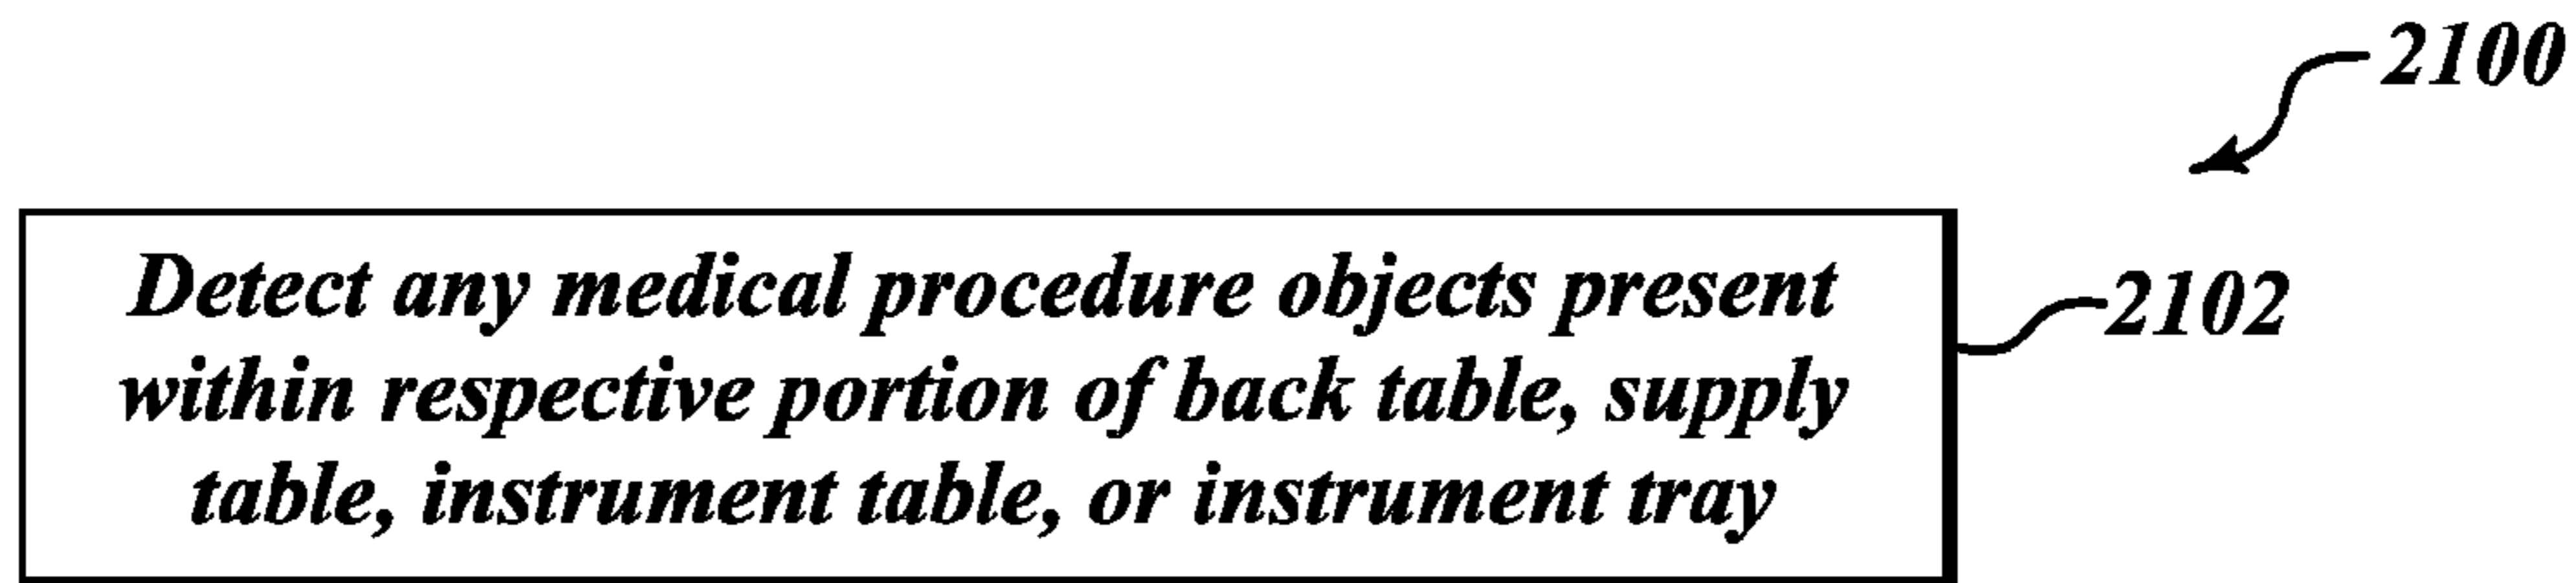 2100
Detect any medical procedure objects present
2102
within respective portion of back table, supply
table, instrument table, or instrument tray